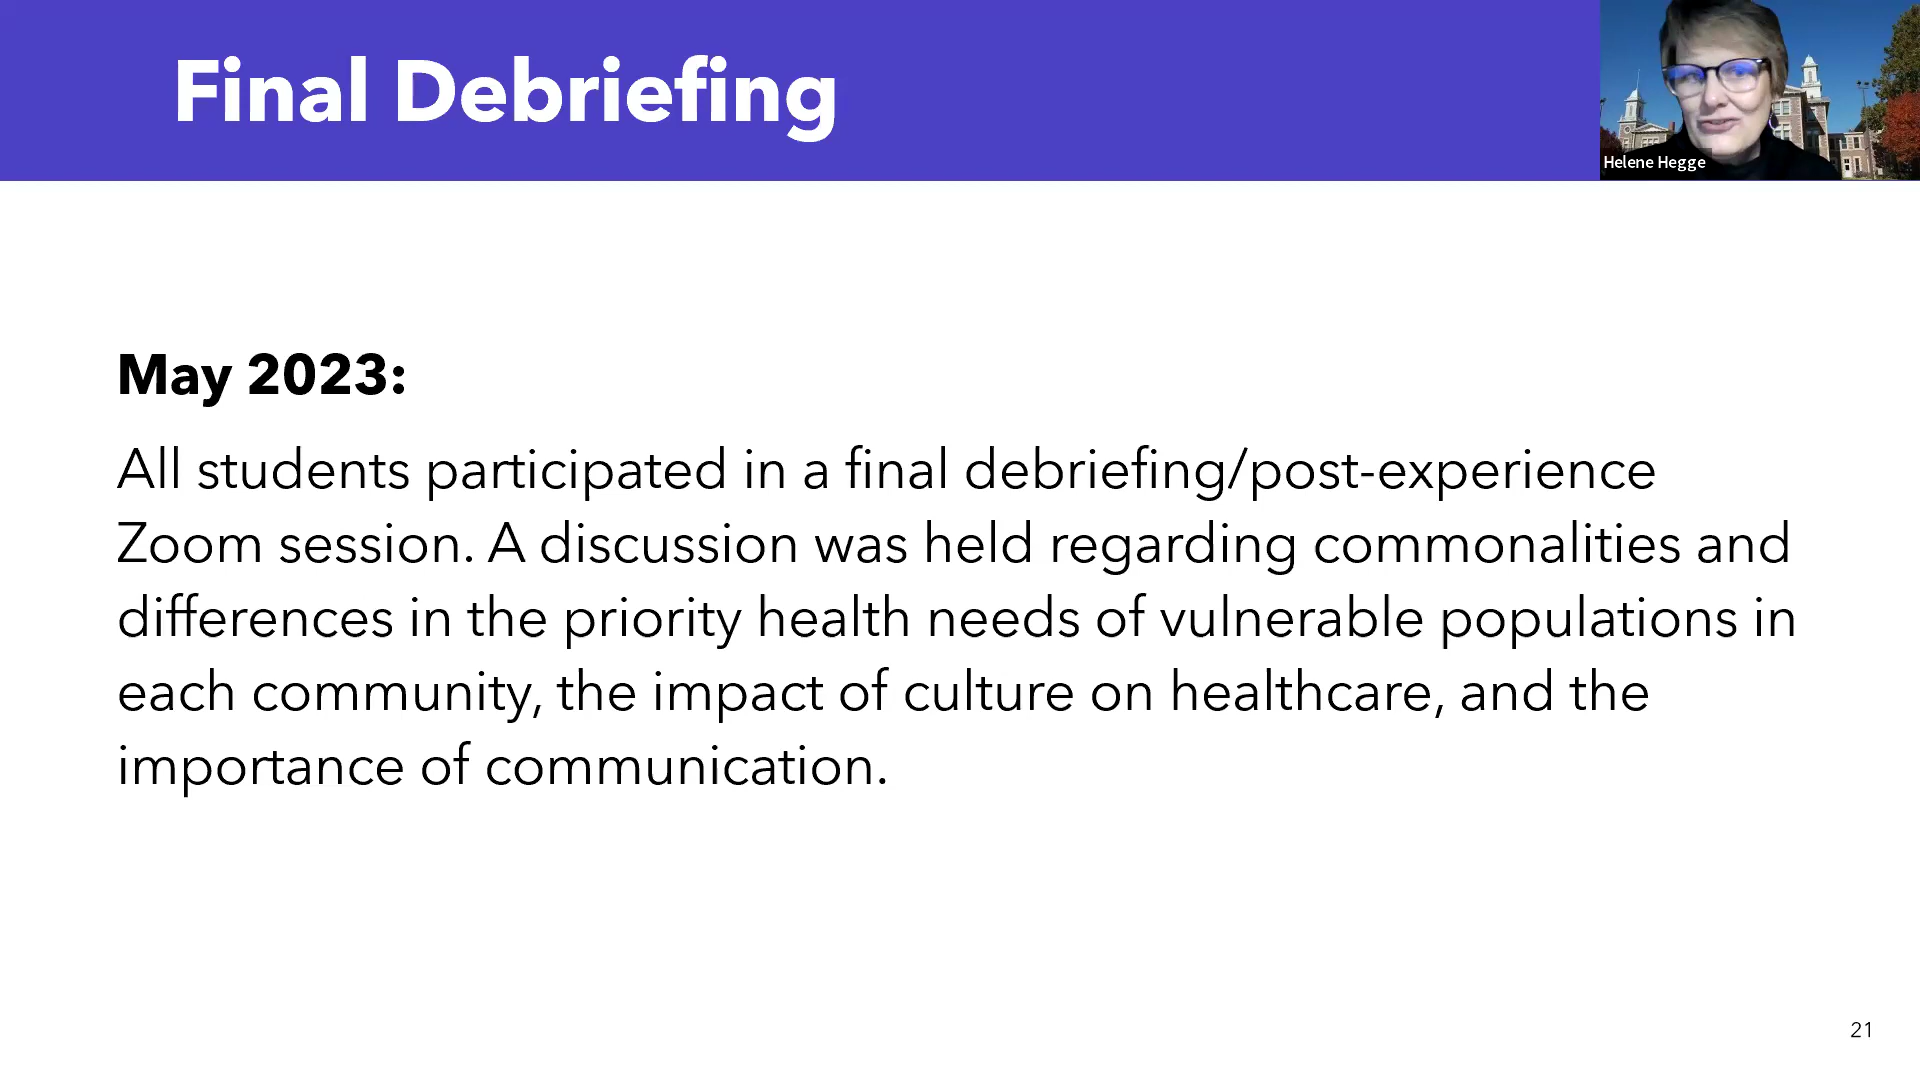 Final Debriefing
Helene Hegge
May 2023:
All students participated in a final debriefing/post-experience
Zoom session. A discussion was held regarding commonalities and
differences in the priority health needs of vulnerable populations in
each community, the impact of culture on healthcare, and the
importance of communication.
21